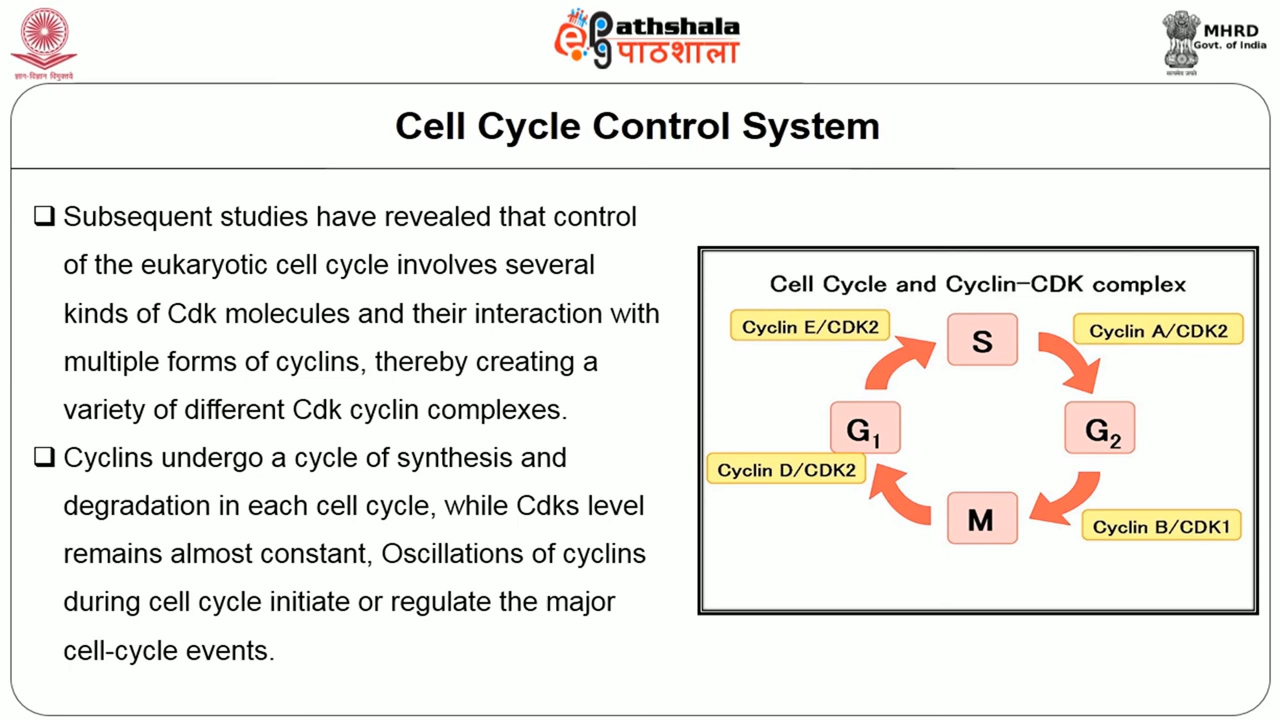 ज्ञान-विज्ञान विमुक्तये
ePathshala
पाठशाला
MHRD
Govt. of India
सत्यमेव जयते
Cell Cycle Control System
❑ Subsequent studies have revealed that control
of the eukaryotic cell cycle involves several
kinds of Cdk molecules and their interaction with
multiple forms of cyclins, thereby creating a
variety of different Cdk cyclin complexes.
❑ Cyclins undergo a cycle of synthesis and
degradation in each cell cycle, while Cdks level
remains almost constant, Oscillations of cyclins
during cell cycle initiate or regulate the major
cell-cycle events.
Cell Cycle and Cyclin-CDK complex
Cyclin E/CDK2
S
Cyclin A/CDK2
G1
G2
Cyclin D/CDK2
M
Cyclin B/CDK1